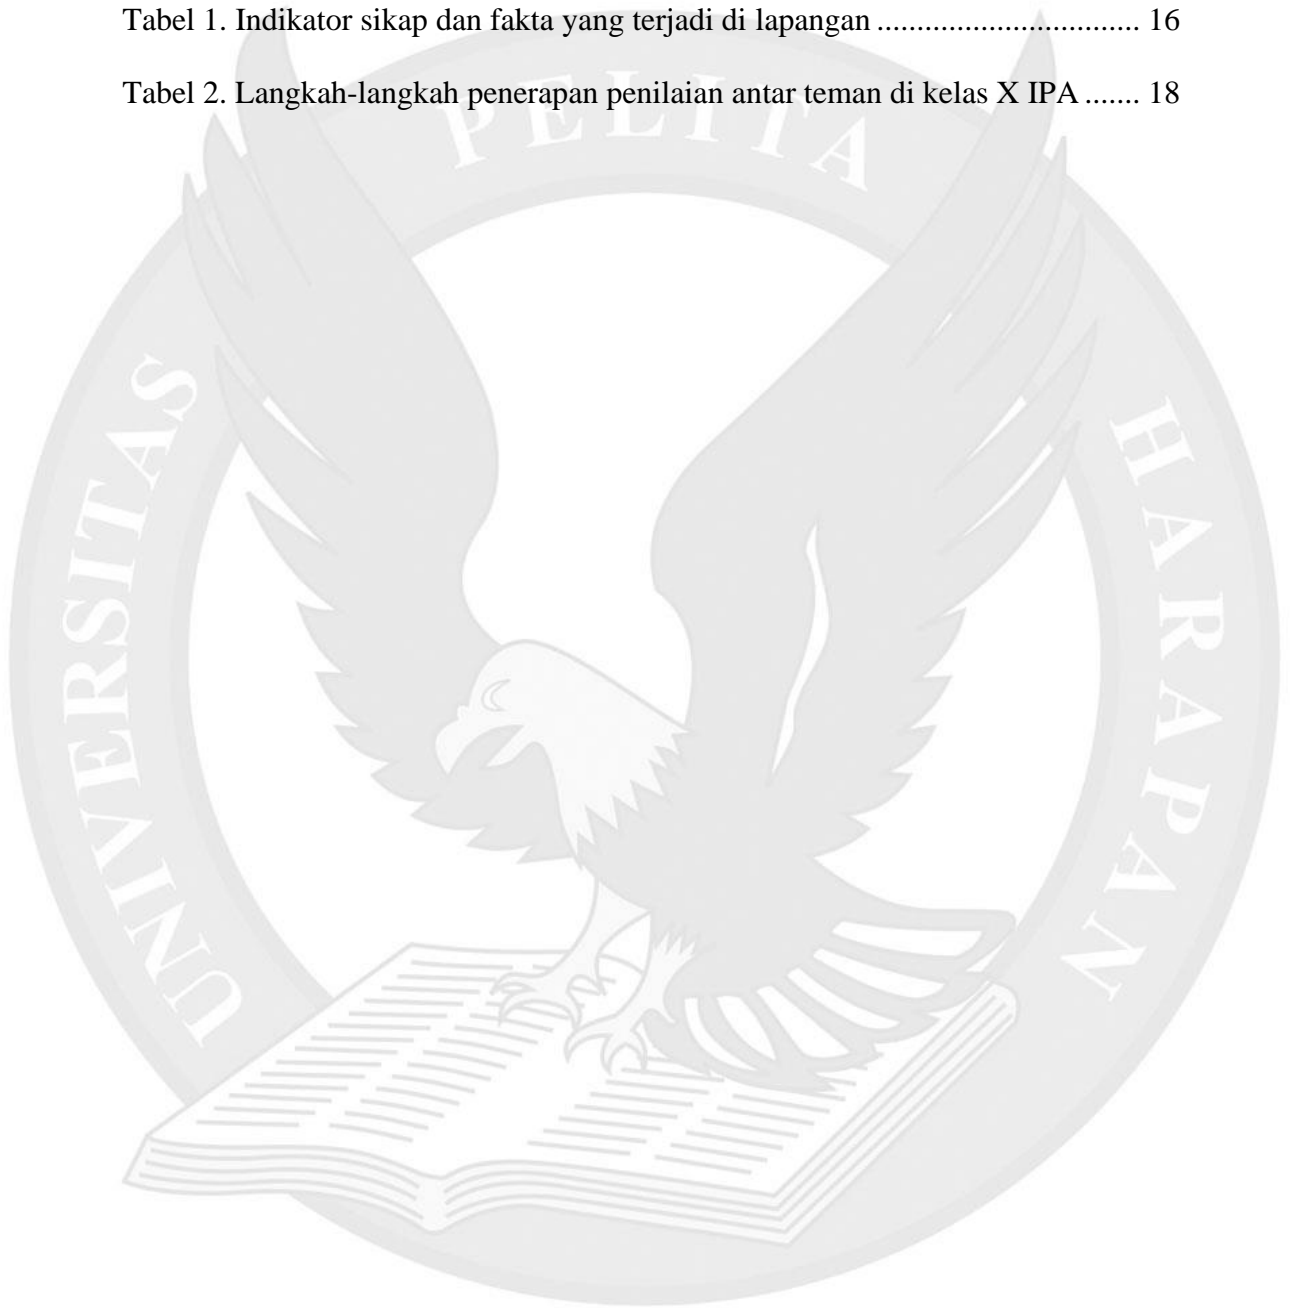 Tabel 1. Indikator sikap dan fakta yang terjadi di lapangan ................................ 16
Tabel 2. Langkah-langkah penerapan penilaian antar teman di kelas X IPA ....... 18
UNIVERSITAS PELITA HARAPAN